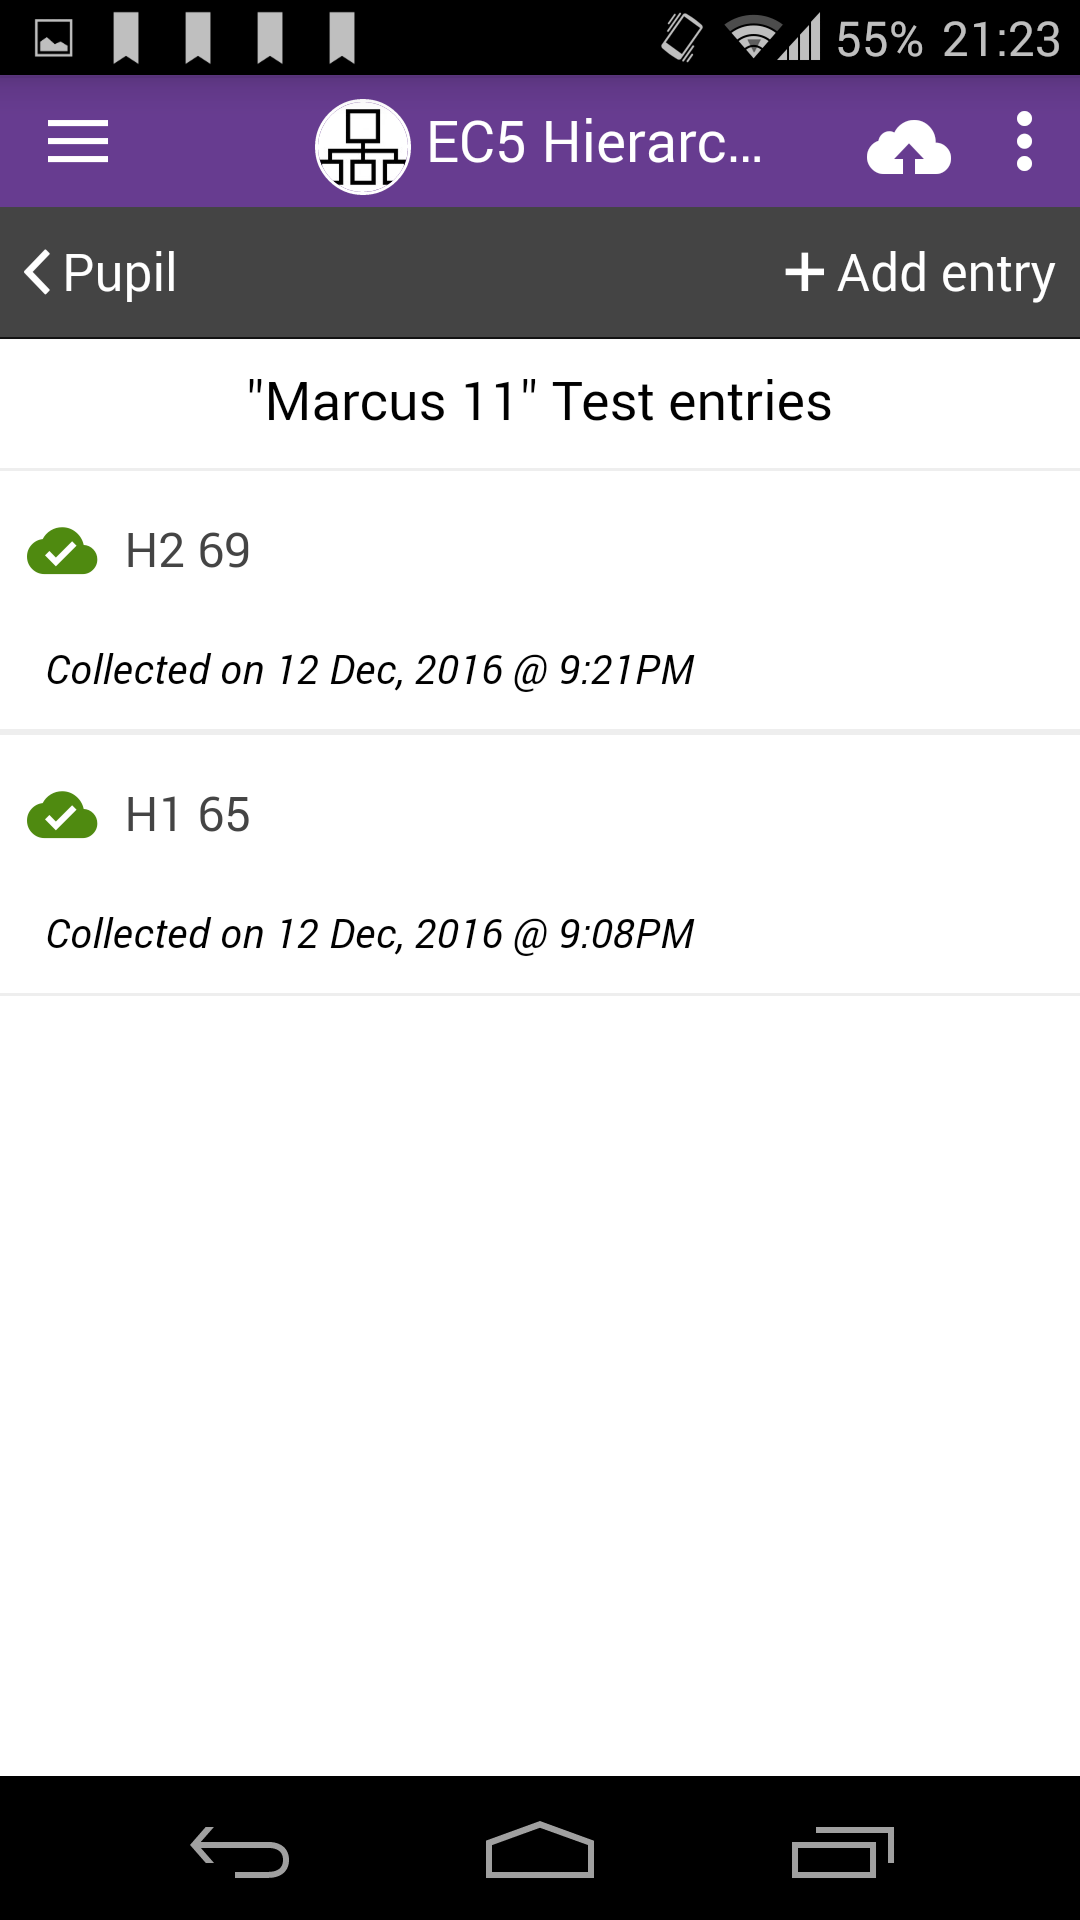 55% 21:23
EC5 Hierarc...
Pupil
Add entry
"Marcus 11" Test entries
H2 69
Collected on 12 Dec, 2016 @ 9:21PM
H1 65
Collected on 12 Dec, 2016 @ 9:08PM